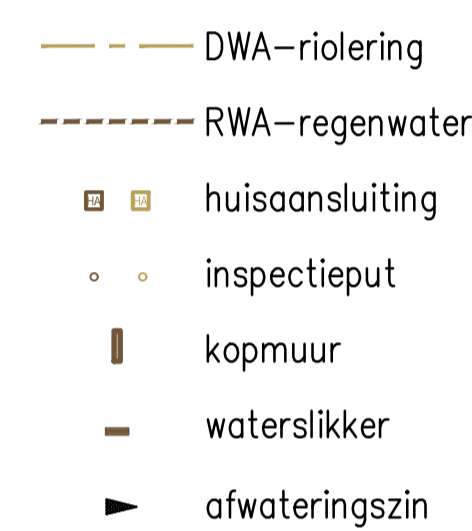 DWA-riolering
RWA-regenwater
HA HA huisaansluiting
inspectieput
kopmuur
waterslikker
afwateringszin